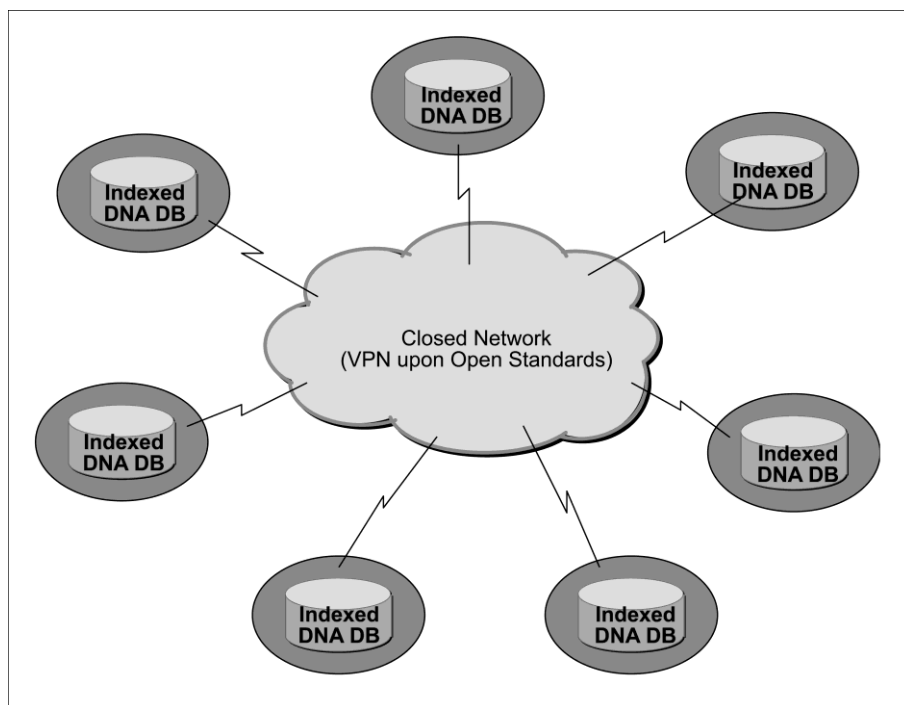 Indexed
DNA DB
Indexed
DNA DB
Indexed
DNA DB
Closed Network
(VPN upon Open Standards)
Indexed
DNA DB
Indexed
DNA DB
Indexed
DNA DB
Indexed
DNA DB